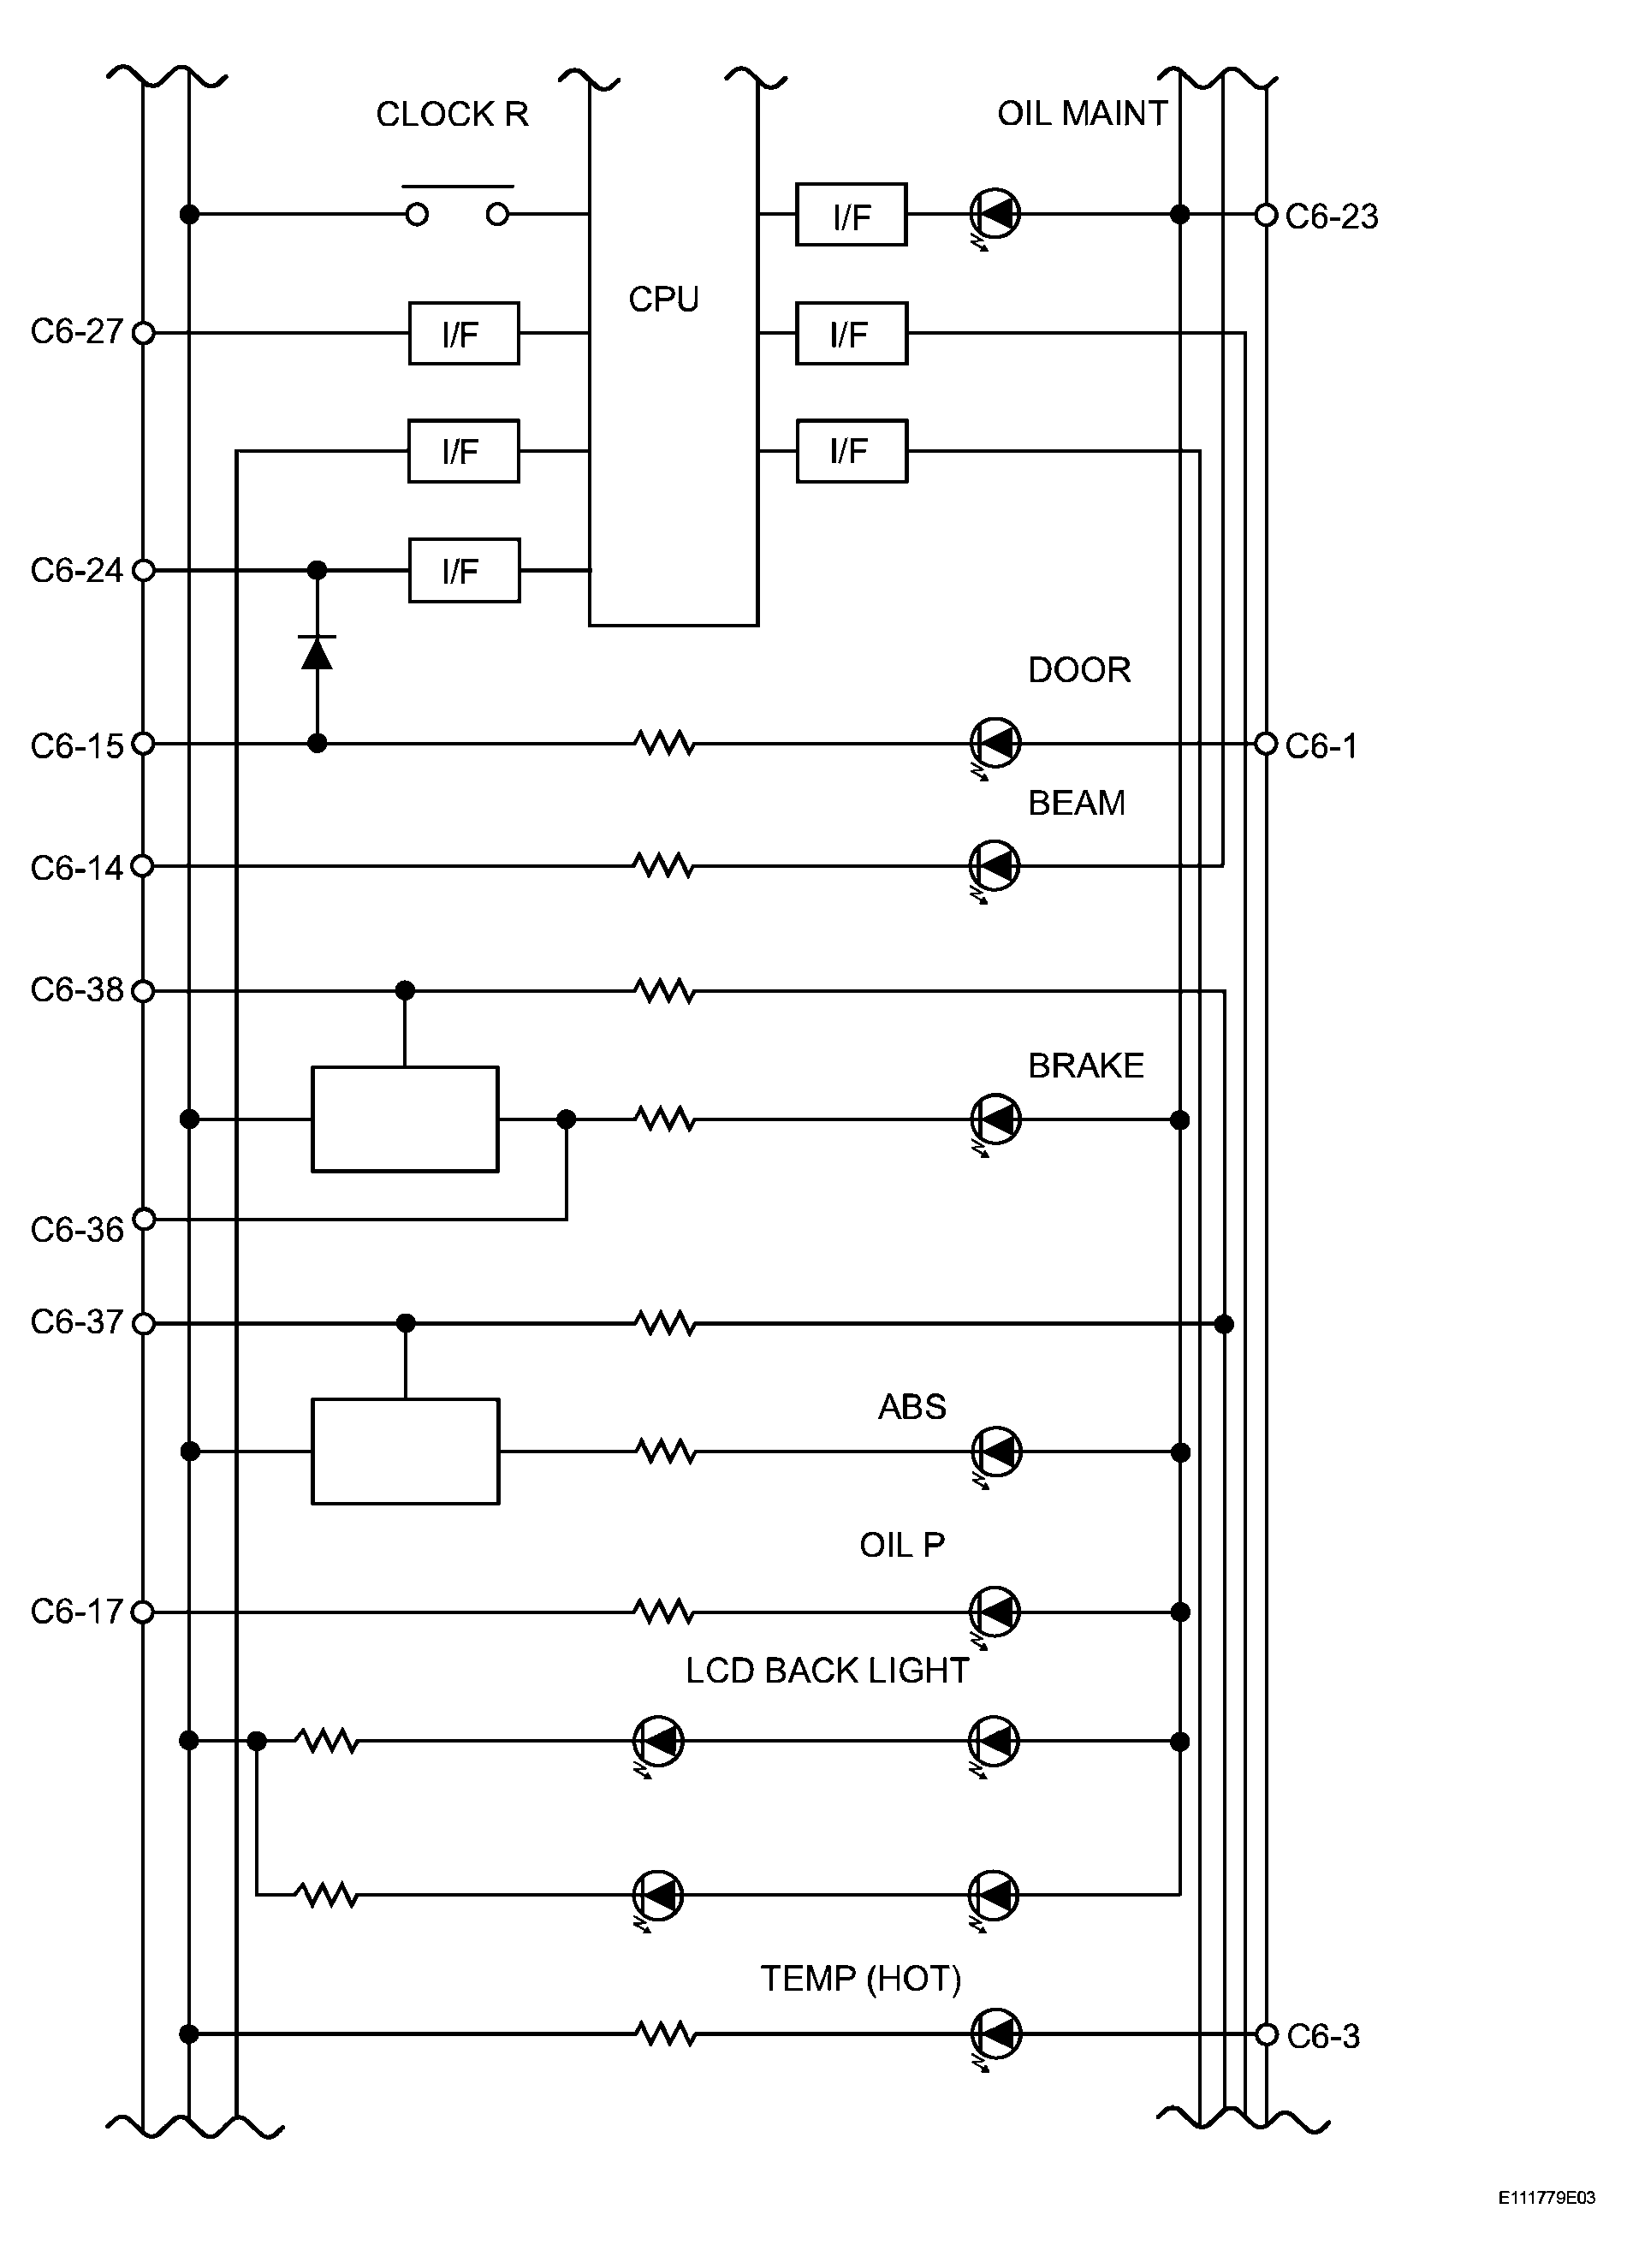 CLOCK R
OIL MAINT
I/F
C6-23
CPU
C6-27
I/F
I/F
I/F
I/F
C6-24
I/F
DOOR
C6-15
C6-1
BEAM
C6-14
C6-38
BRAKE
C6-36
C6-37
ABS
OIL P
C6-17
LCD BACK LIGHT
TEMP (HOT)
C6-3
E111779E03